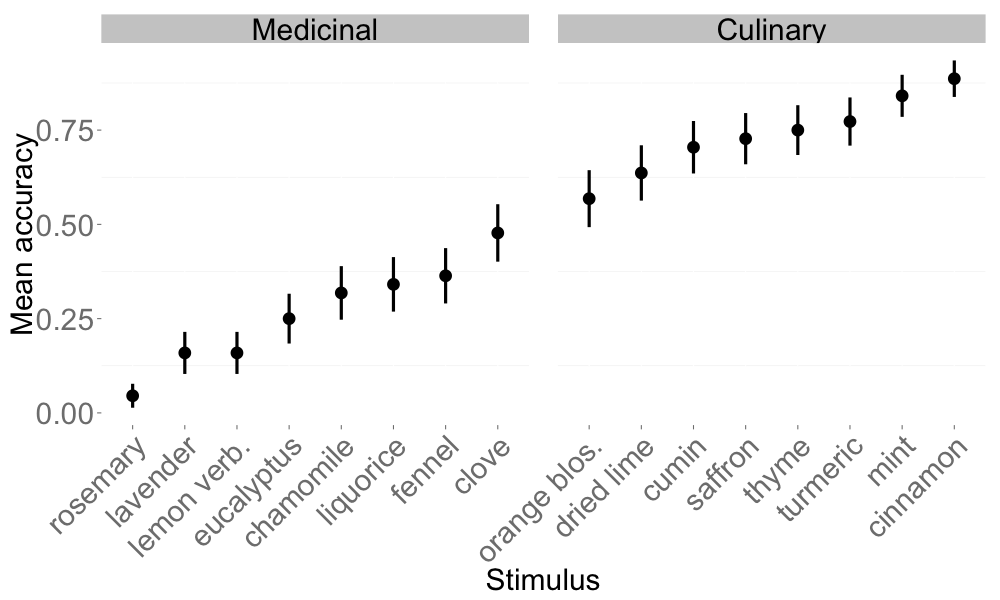 Medicinal
Culinary
Mean accuracy
0.75
0.50
0.25
0.00
rosemary
lavender
lemon verb.
eucalyptus
chamomile
liquorice
fennel
clove
orange blos.
dried lime
cumin
saffron
thyme
turmeric
mint
cinnamon
Stimulus